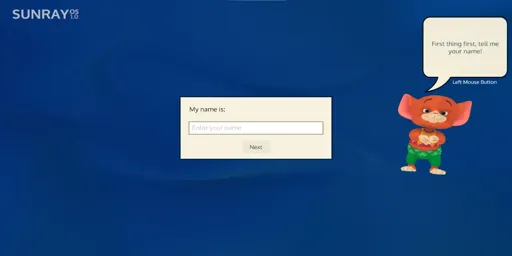 SUNRAY OS 1.0
First thing first, tell me
your name!
Left Mouse Button
My name is:
Enter your name
Next